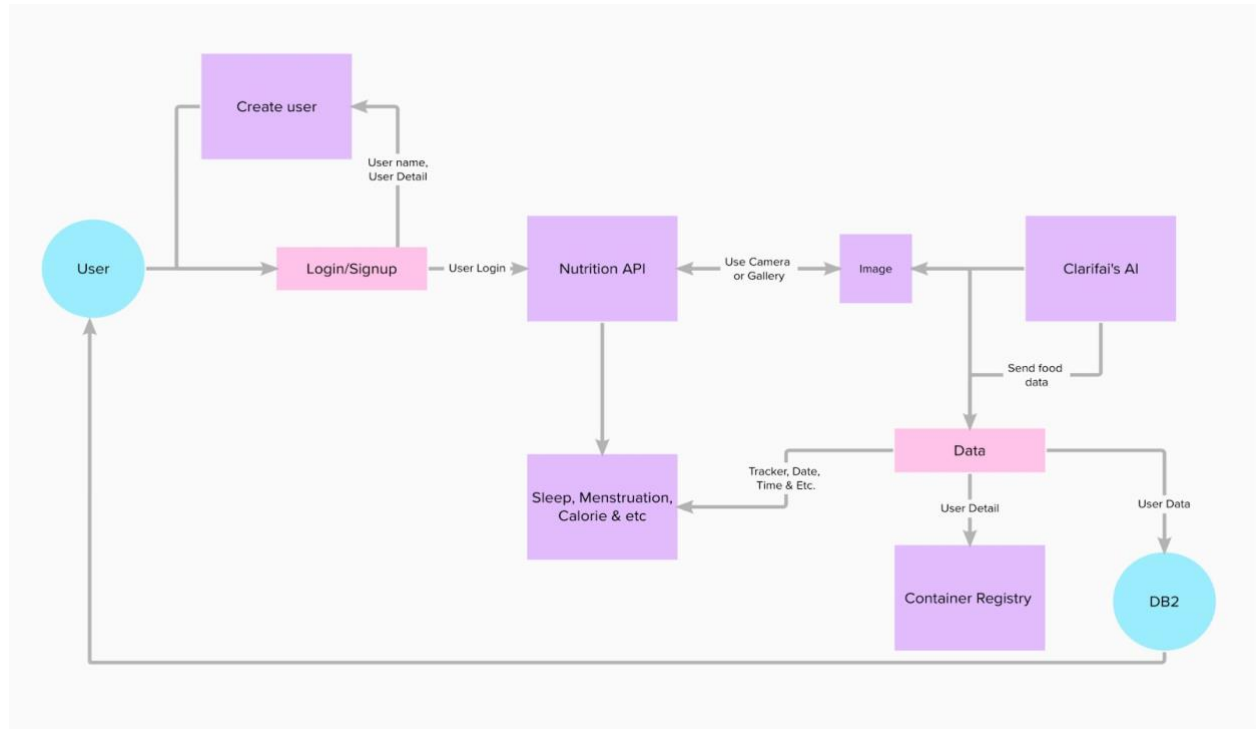 Create user
User name,
User Detail
User
Login/Signup
User Login
Nutrition API
Use Camera
or Gallery
Image
Clarifai's AI
Send food
data
Data
Tracker, Date,
Time & Etc.
Sleep, Menstruation,
Calorie & etc
User Detail
User Data
Container Registry
DB2